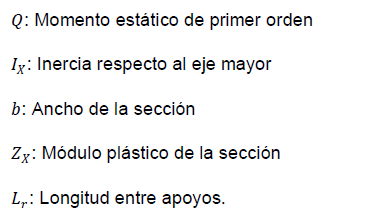 Q: Momento estático de primer orden
I_X: Inercia respecto al eje mayor
b: Ancho de la sección
Z_X: Módulo plástico de la sección
L_r: Longitud entre apoyos.